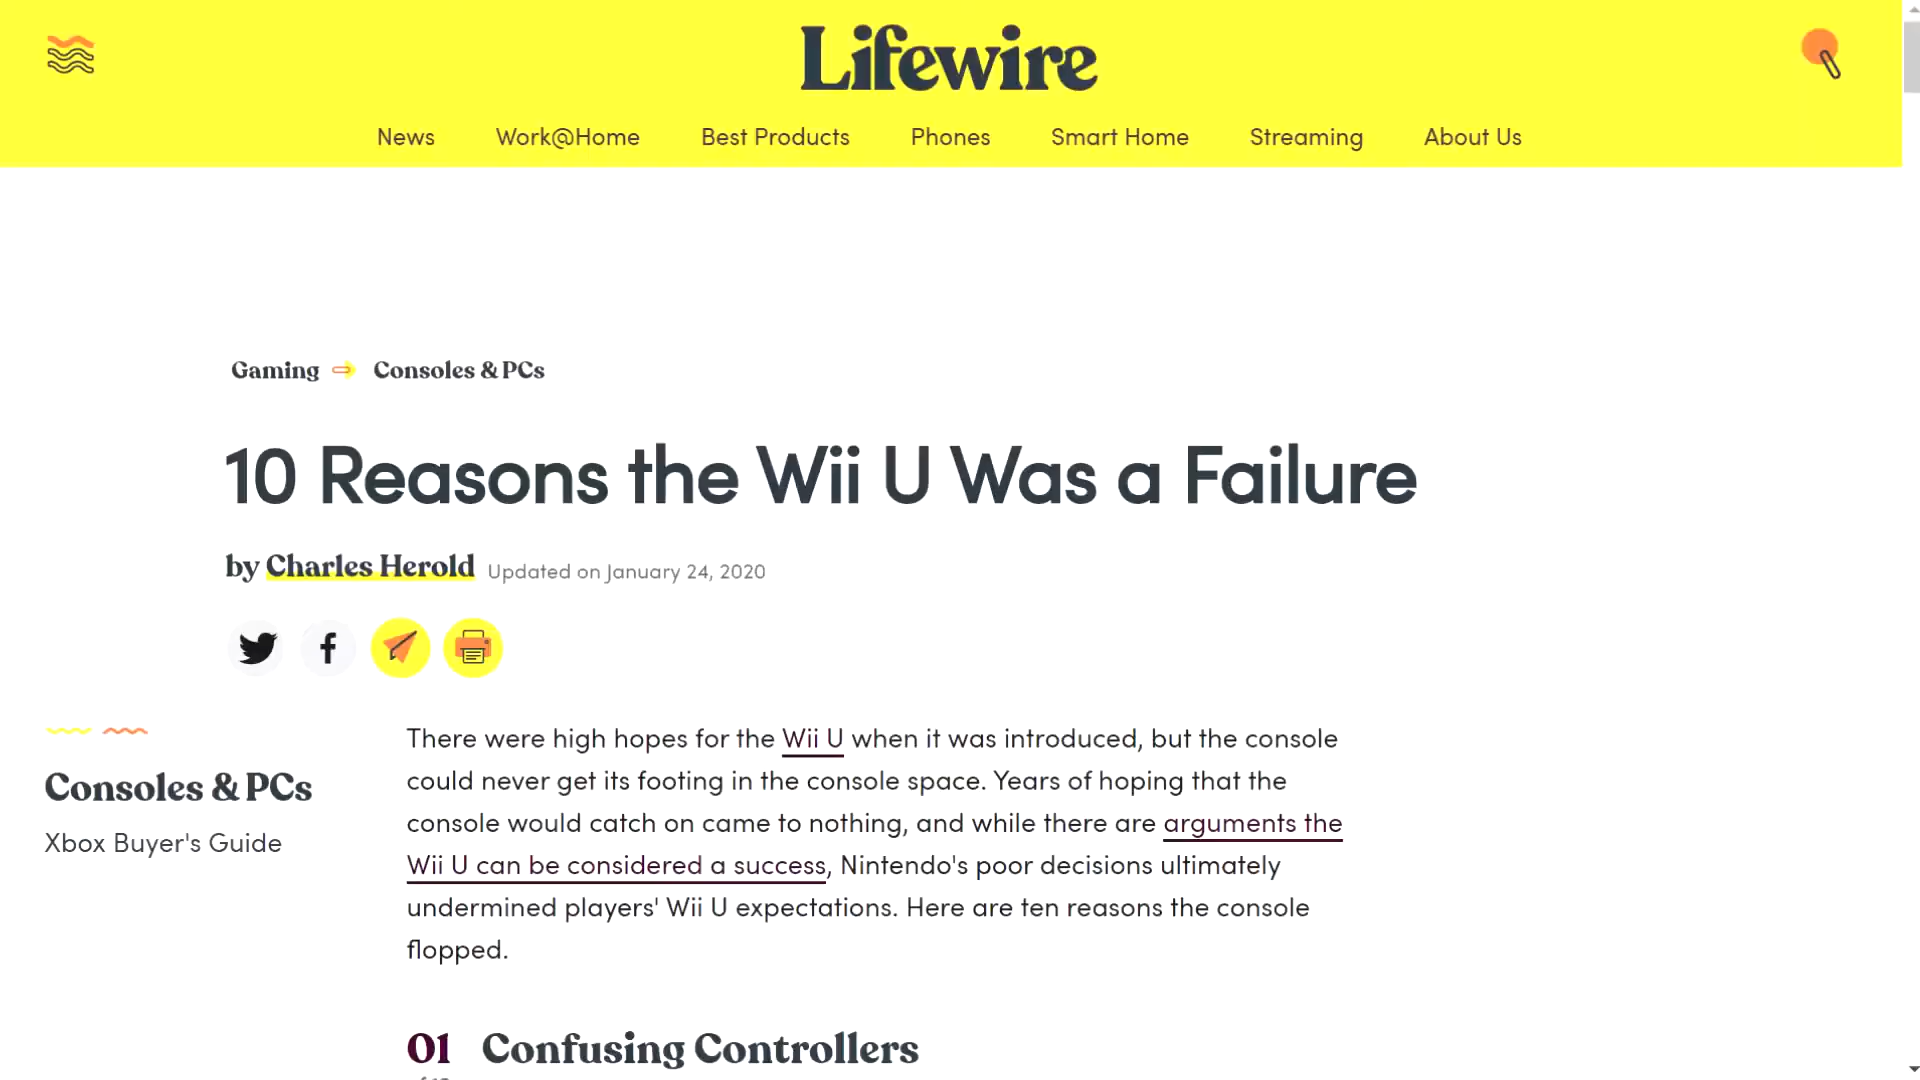 Lifewire
News Work@Home Best Products Phones Smart Home Streaming About Us
Gaming Consoles & PCs
10 Reasons the Wii U Was a Failure
by Charles Herold Updated on January 24, 2020
Consoles & PCs
Xbox Buyer's Guide
There were high hopes for the Wii U when it was introduced, but the console
could never get its footing in the console space. Years of hoping that the
console would catch on came to nothing, and while there are arguments the
Wii U can be considered a success, Nintendo's poor decisions ultimately
undermined players' Wii U expectations. Here are ten reasons the console
flopped.
01 Confusing Controllers